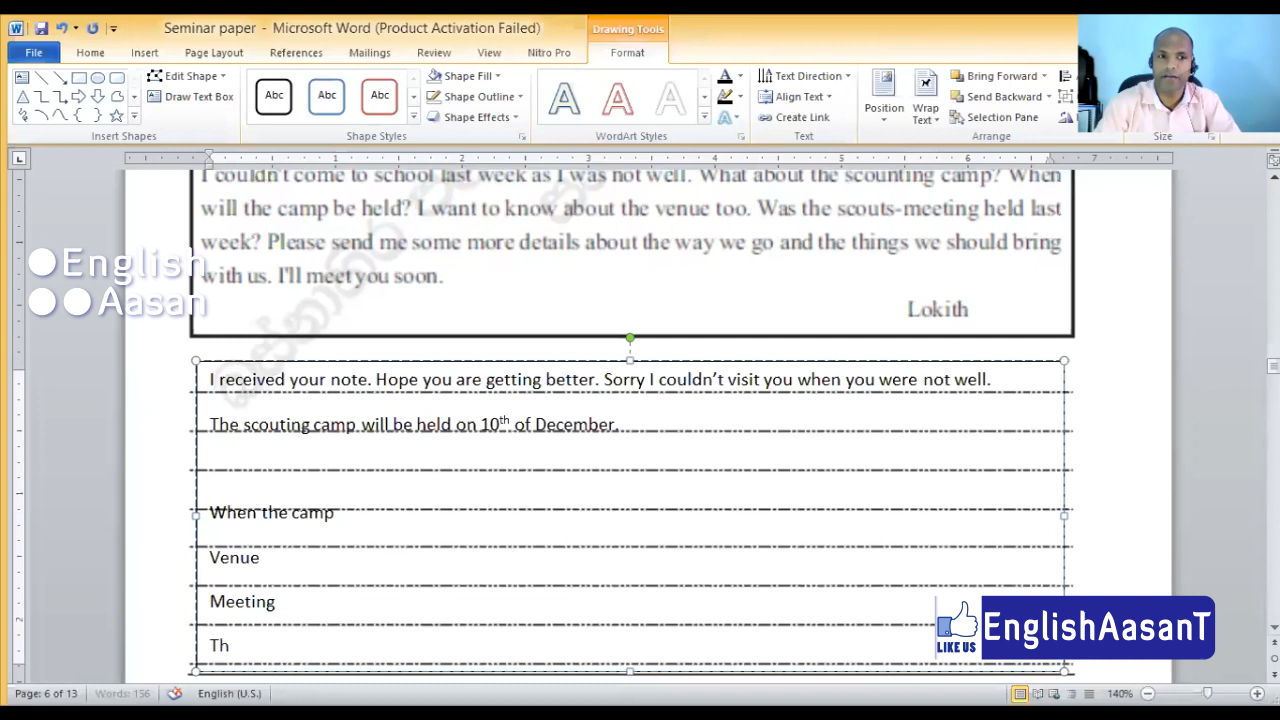 Seminar paper - Microsoft Word (Product Activation Failed)
Drawing Tools
File Home Insert Page Layout References Mailings Review View Nitro Pro Format
Edit Shape
Draw Text Box
Insert Shapes
Abc Abc Abc
Shape Fill
Shape Outline
Shape Effects
Shape Styles
A A A
WordArt Styles
Text Direction
Align Text
Create Link
Text
Position
Wrap Text
Bring Forward
Send Backward
Selection Pane
Arrange
Size
1 2 3 4 5 6 7
I couldn't come to school last week as I was not well. What about the scounting camp? When
will the camp be held? I want to know about the venue too. Was the scouts-meeting held last
week? Please send me some more details about the way we go and the things we should bring
with us. I'll meet you soon.
Lokith
English
Aasan
I received your note. Hope you are getting better. Sorry I couldn’t visit you when you were not well.
The scouting camp will be held on 10th of December.
When the camp
Venue
Meeting
Th
LIKE US
EnglishAasanT
Page: 6 of 13 Words: 156 English (U.S.) 140%